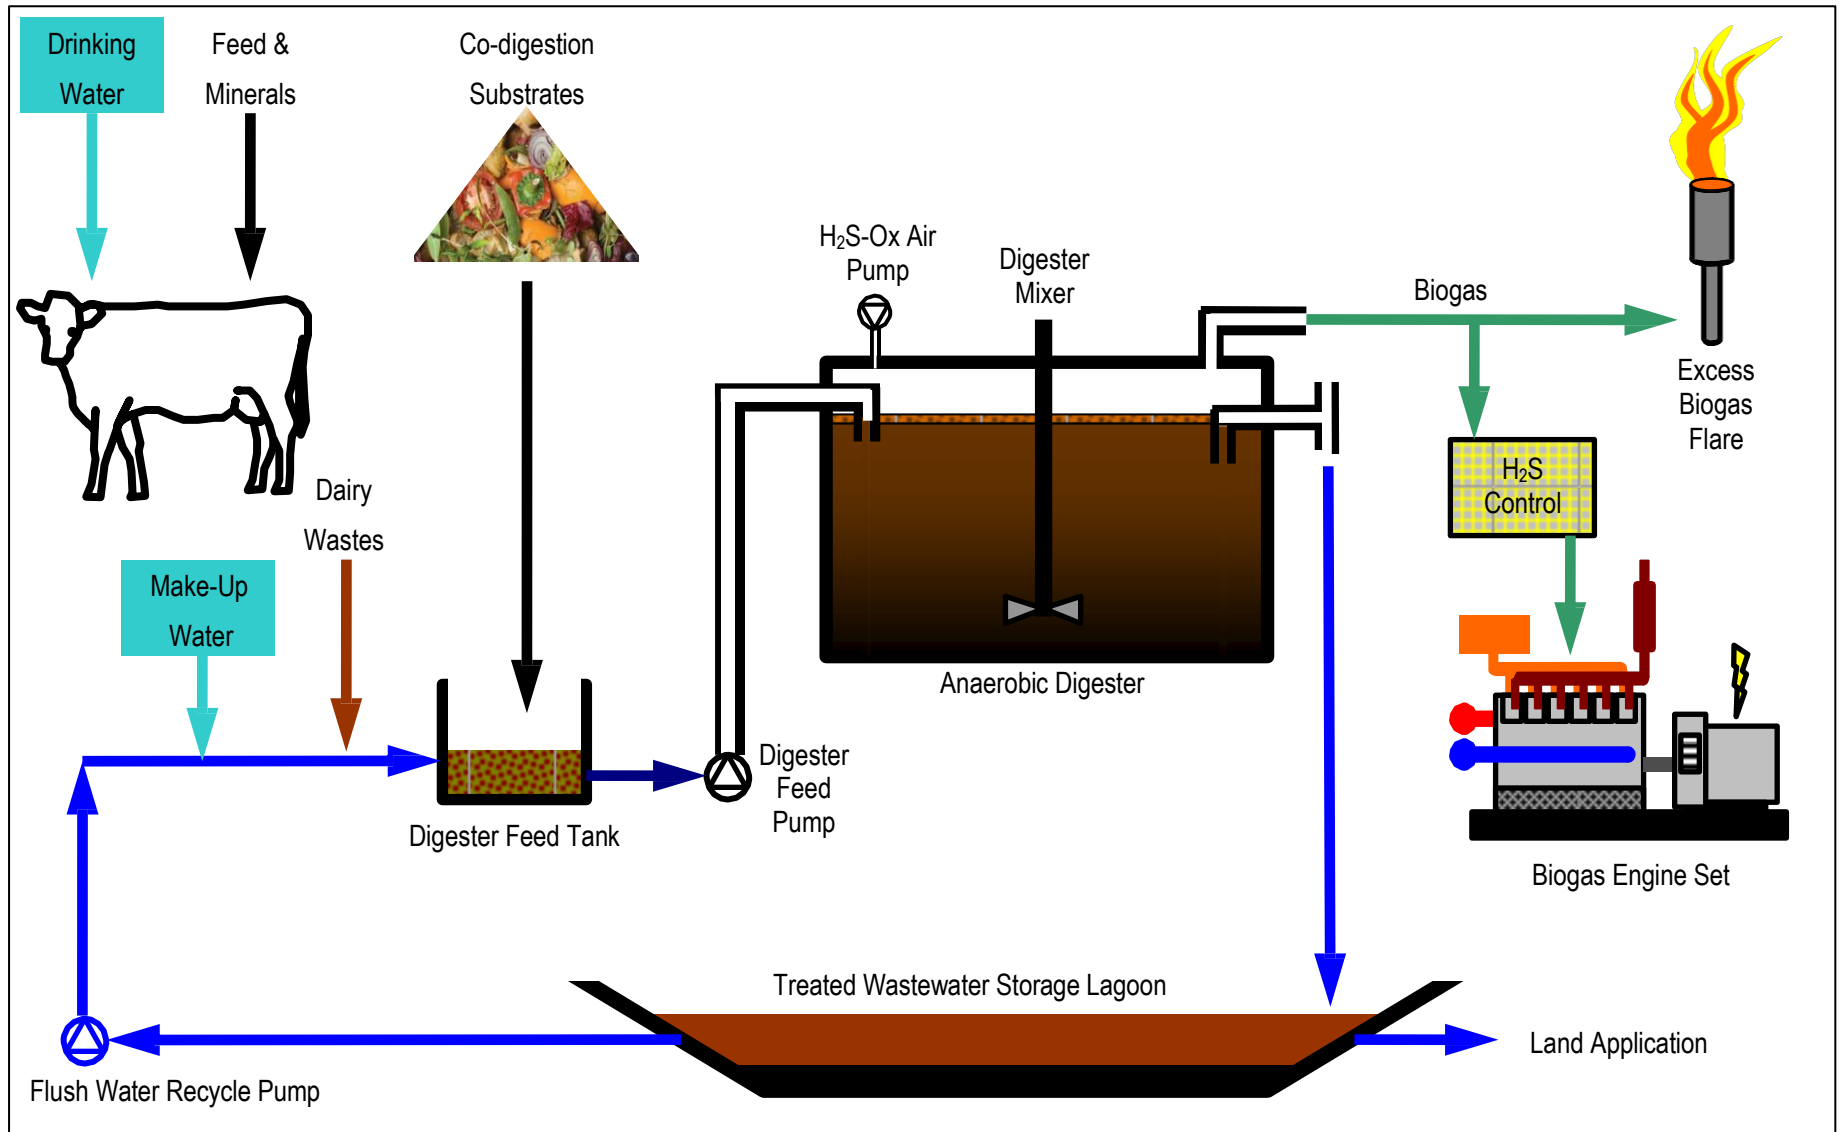 Drinking
Water
Feed &
Minerals
Co-digestion
Substrates
H₂S-Ox Air
Pump
Digester
Mixer
Biogas
Excess
Biogas
Flare
H₂S
Control
Dairy
Wastes
Make-Up
Water
Anaerobic Digester
Digester
Feed
Pump
Digester Feed Tank
Biogas Engine Set
Treated Wastewater Storage Lagoon
Land Application
Flush Water Recycle Pump